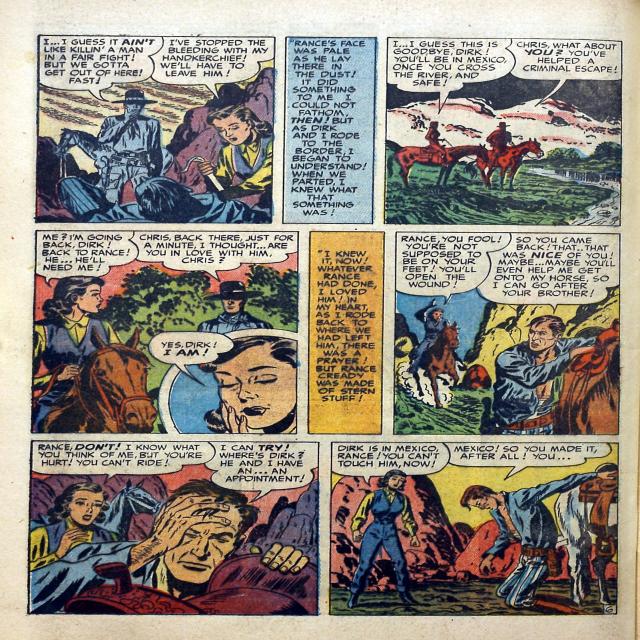 I...I GUESS IT AIN'T
LIKE KILLIN' A MAN
IN A FAIR FIGHT!
BUT WE GOTTA
GET OUT OF HERE!
FAST!
I'VE STOPPED THE
BLEEDING WITH MY
HANDKERCHIEF!
WE'LL HAVE TO
LEAVE HIM!
"RANCE'S FACE
WAS PALE
AS HE LAY
THERE IN
THE DUST!
IT DID
SOMETHING
TO ME I
COULD NOT
FATHOM,
THEN! BUT
AS DIRK
AND I RODE
TO THE
BORDER, I
BEGAN TO
UNDERSTAND!
WHEN WE
PARTED, I
KNEW WHAT
THAT
SOMETHING
WAS!
I...I GUESS THIS IS
GOODBYE, DIRK!
YOU'LL BE IN MEXICO,
ONCE YOU CROSS
THE RIVER, AND
SAFE!
CHRIS, WHAT ABOUT
YOU? YOU'VE
HELPED A
CRIMINAL ESCAPE!
ME? I'M GOING
BACK, DIRK!
BACK TO RANCE!
HE... HE'LL
NEED ME!
CHRIS, BACK THERE, JUST FOR
A MINUTE, I THOUGHT...ARE
YOU IN LOVE WITH HIM,
CHRIS?
YES, DIRK!
I AM!
"I KNEW
IT, NOW!
WHATEVER
RANCE
HAD DONE,
I LOVED
HIM! IN
MY HEART,
AS I RODE
BACK TO
WHERE WE
HAD LEFT
HIM, THERE
WAS A
PRAYER!
BUT RANCE
CREADY
WAS MADE
OF STERN
STUFF!
RANCE, YOU FOOL!
YOU'RE NOT
SUPPOSED TO
BE ON YOUR
FEET! YOU'LL
OPEN THE
WOUND!
SO YOU CAME
BACK! THAT..THAT
WAS NICE OF YOU!
MAYBE...MAYBE YOU'LL
EVEN HELP ME GET
ONTO MY HORSE, SO
I CAN GO AFTER
YOUR BROTHER!
RANCE, DON'T! I KNOW WHAT
YOU THINK OF ME, BUT YOU'RE
HURT! YOU CAN'T RIDE!
I CAN TRY!
WHERE'S DIRK?
HE AND I HAVE
AN...AN
APPOINTMENT!
DIRK IS IN MEXICO,
RANCE! YOU CAN'T
TOUCH HIM, NOW!
MEXICO! SO YOU MADE IT,
AFTER ALL! YOU...
6